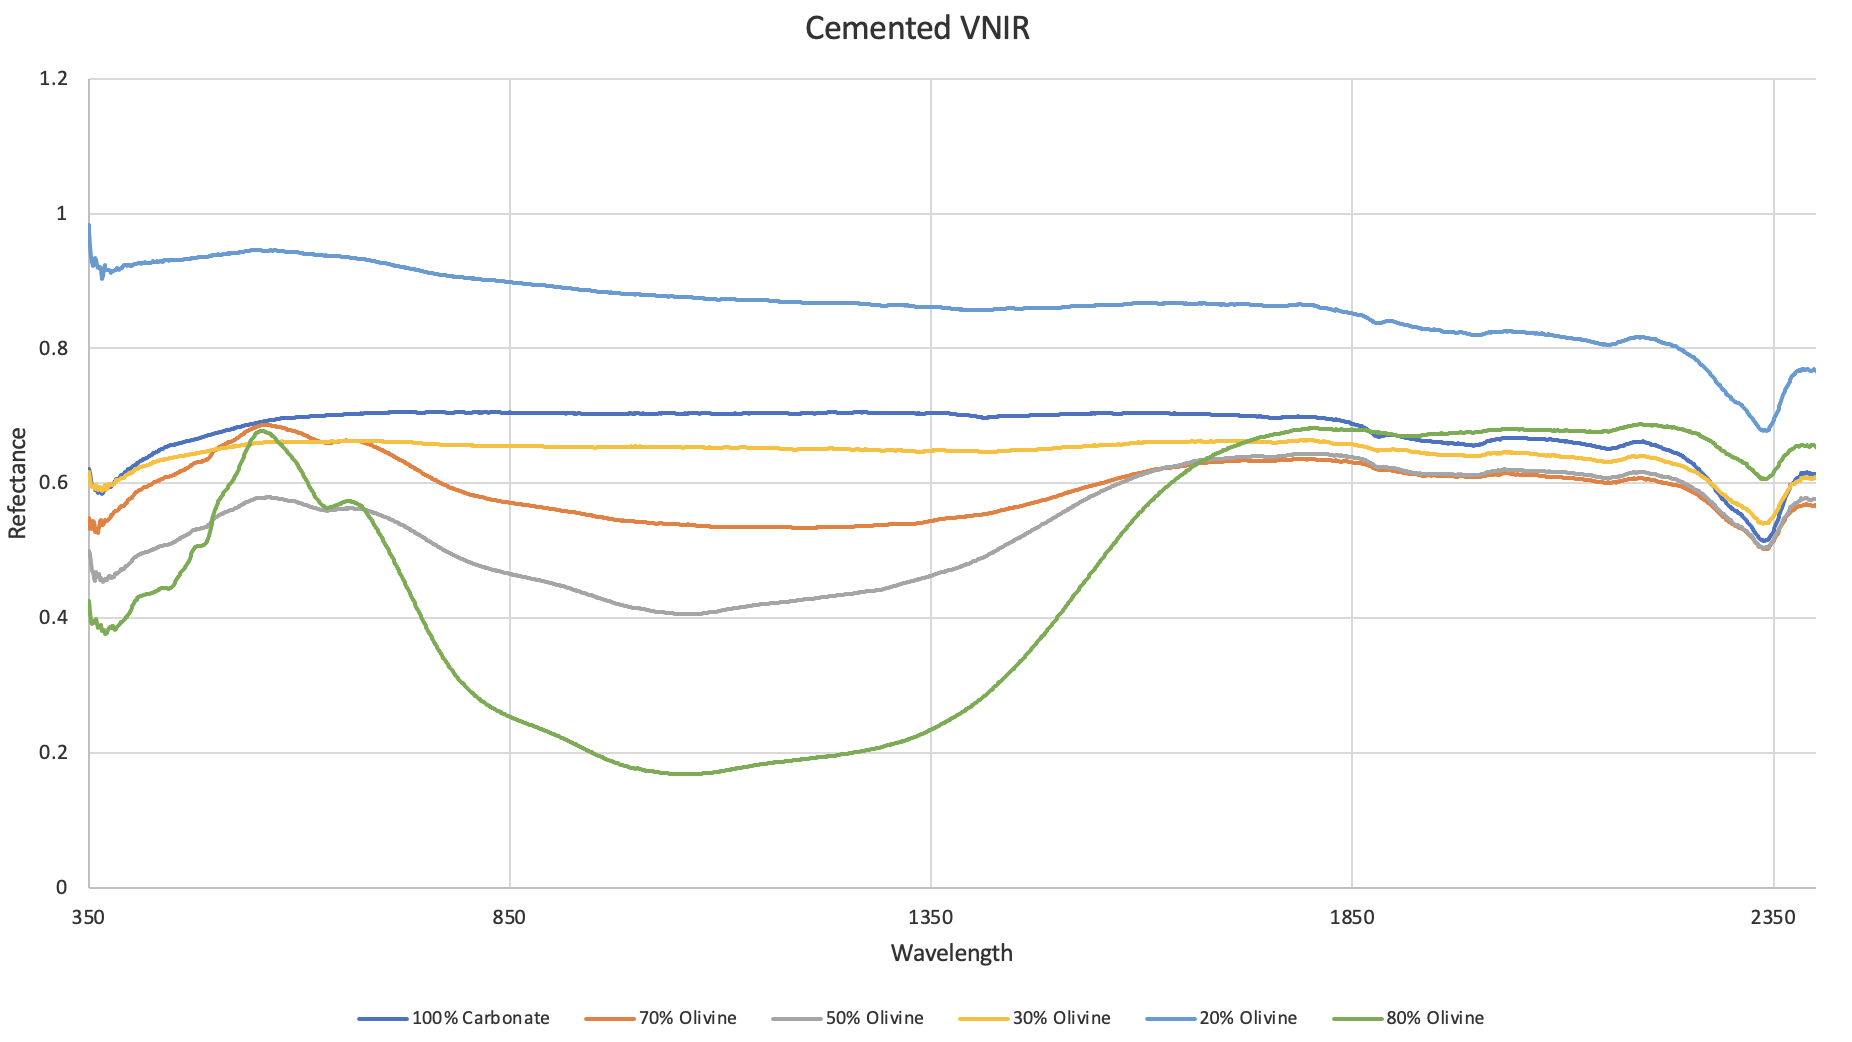 Cemented VNIR
1.2
1
0.8
0.6
0.4
0.2
0
Refectance
350 850 1350 1850 2350
Wavelength
100% Carbonate 70% Olivine 50% Olivine 30% Olivine 20% Olivine 80% Olivine